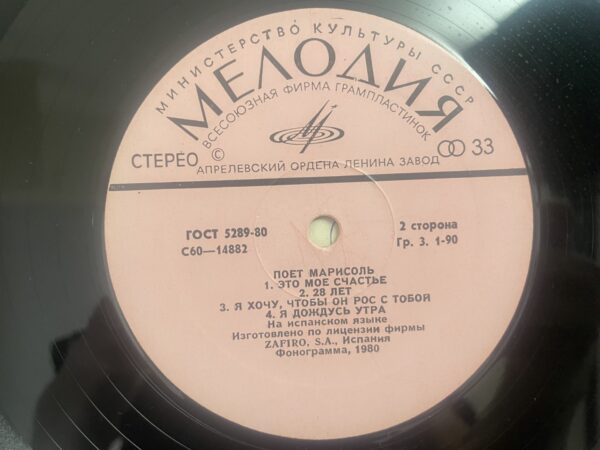 МИНИСТЕРСТВО КУЛЬТУРЫ СССР
МЕЛОДИЯ
ВСЕСОЮЗНАЯ ФИРМА ГРАМПЛАСТИНОК
СТЕРЕО © 33
АПРЕЛЕВСКИЙ ОРДЕНА ЛЕНИНА ЗАВОД
ГОСТ 5289-80 2 сторона
С60—14882 Гр. 3. 1-90
ПОЕТ МАРИСОЛЬ
1. ЭТО МОЕ СЧАСТЬЕ
2. 28 ЛЕТ
3. Я ХОЧУ, ЧТОБЫ ОН РОС С ТОБОЙ
4. Я ДОЖДУСЬ УТРА
На испанском языке
Изготовлено по лицензии фирмы
ZAFIRO, S.A., Испания
Фонограмма, 1980